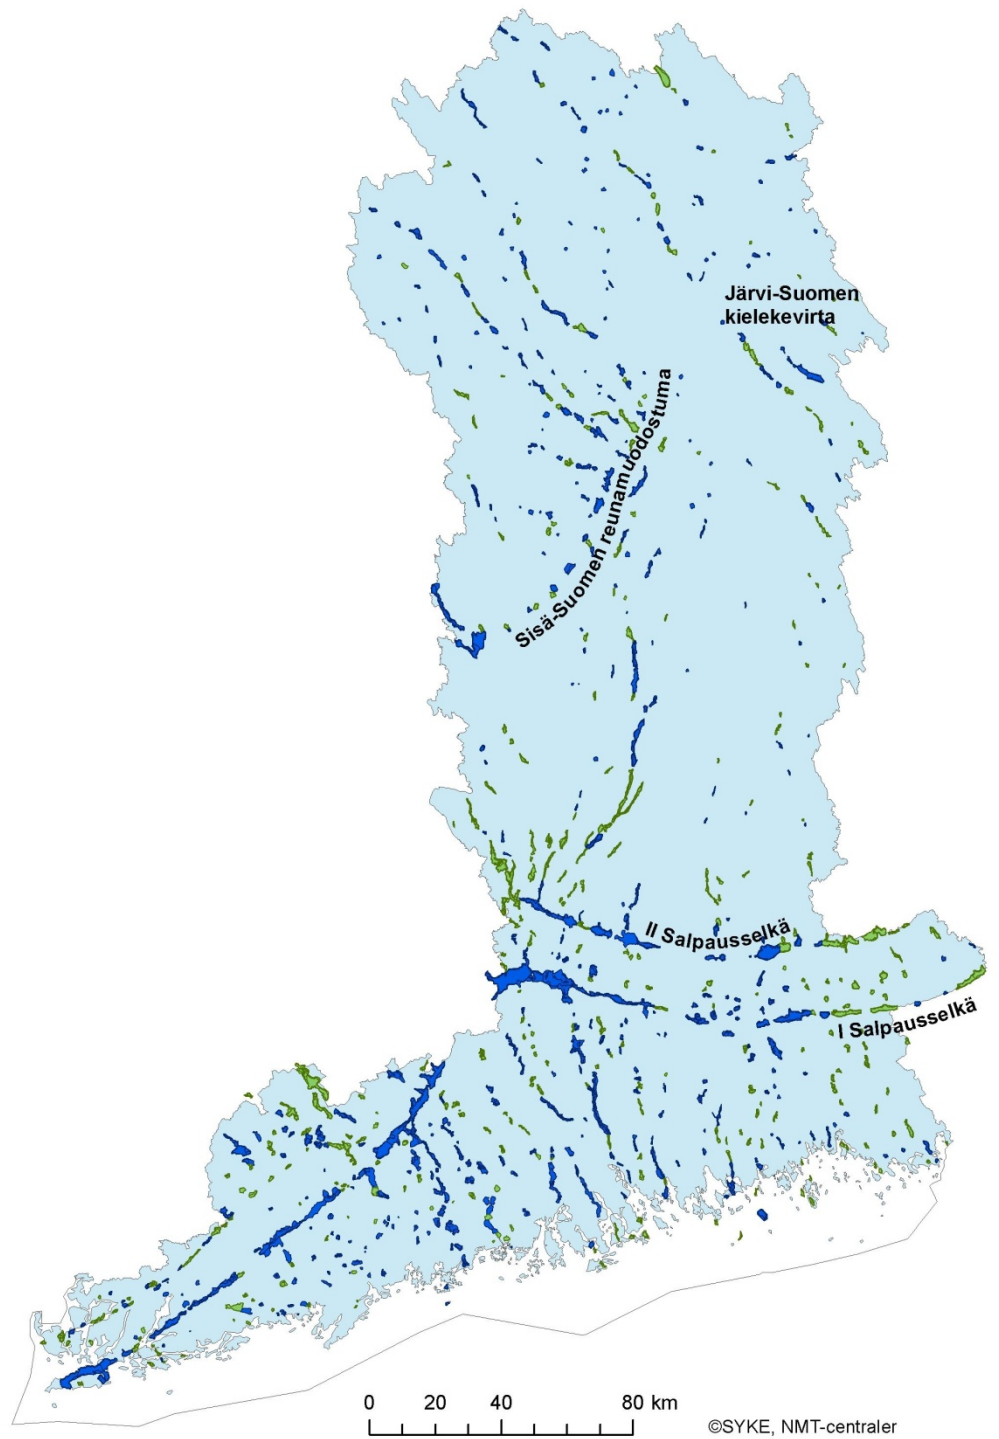 Järvi-Suomen
kielekevirta
Sisä-Suomen reunamuodostuma
II Salpausselkä
I Salpausselkä
0 20 40 80 km
©SYKE, NMT-centraler